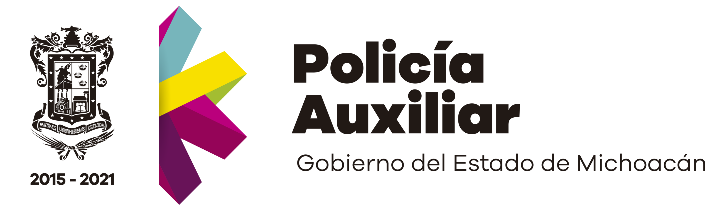 2015 - 2021
Policía
Auxiliar
Gobierno del Estado de Michoacán